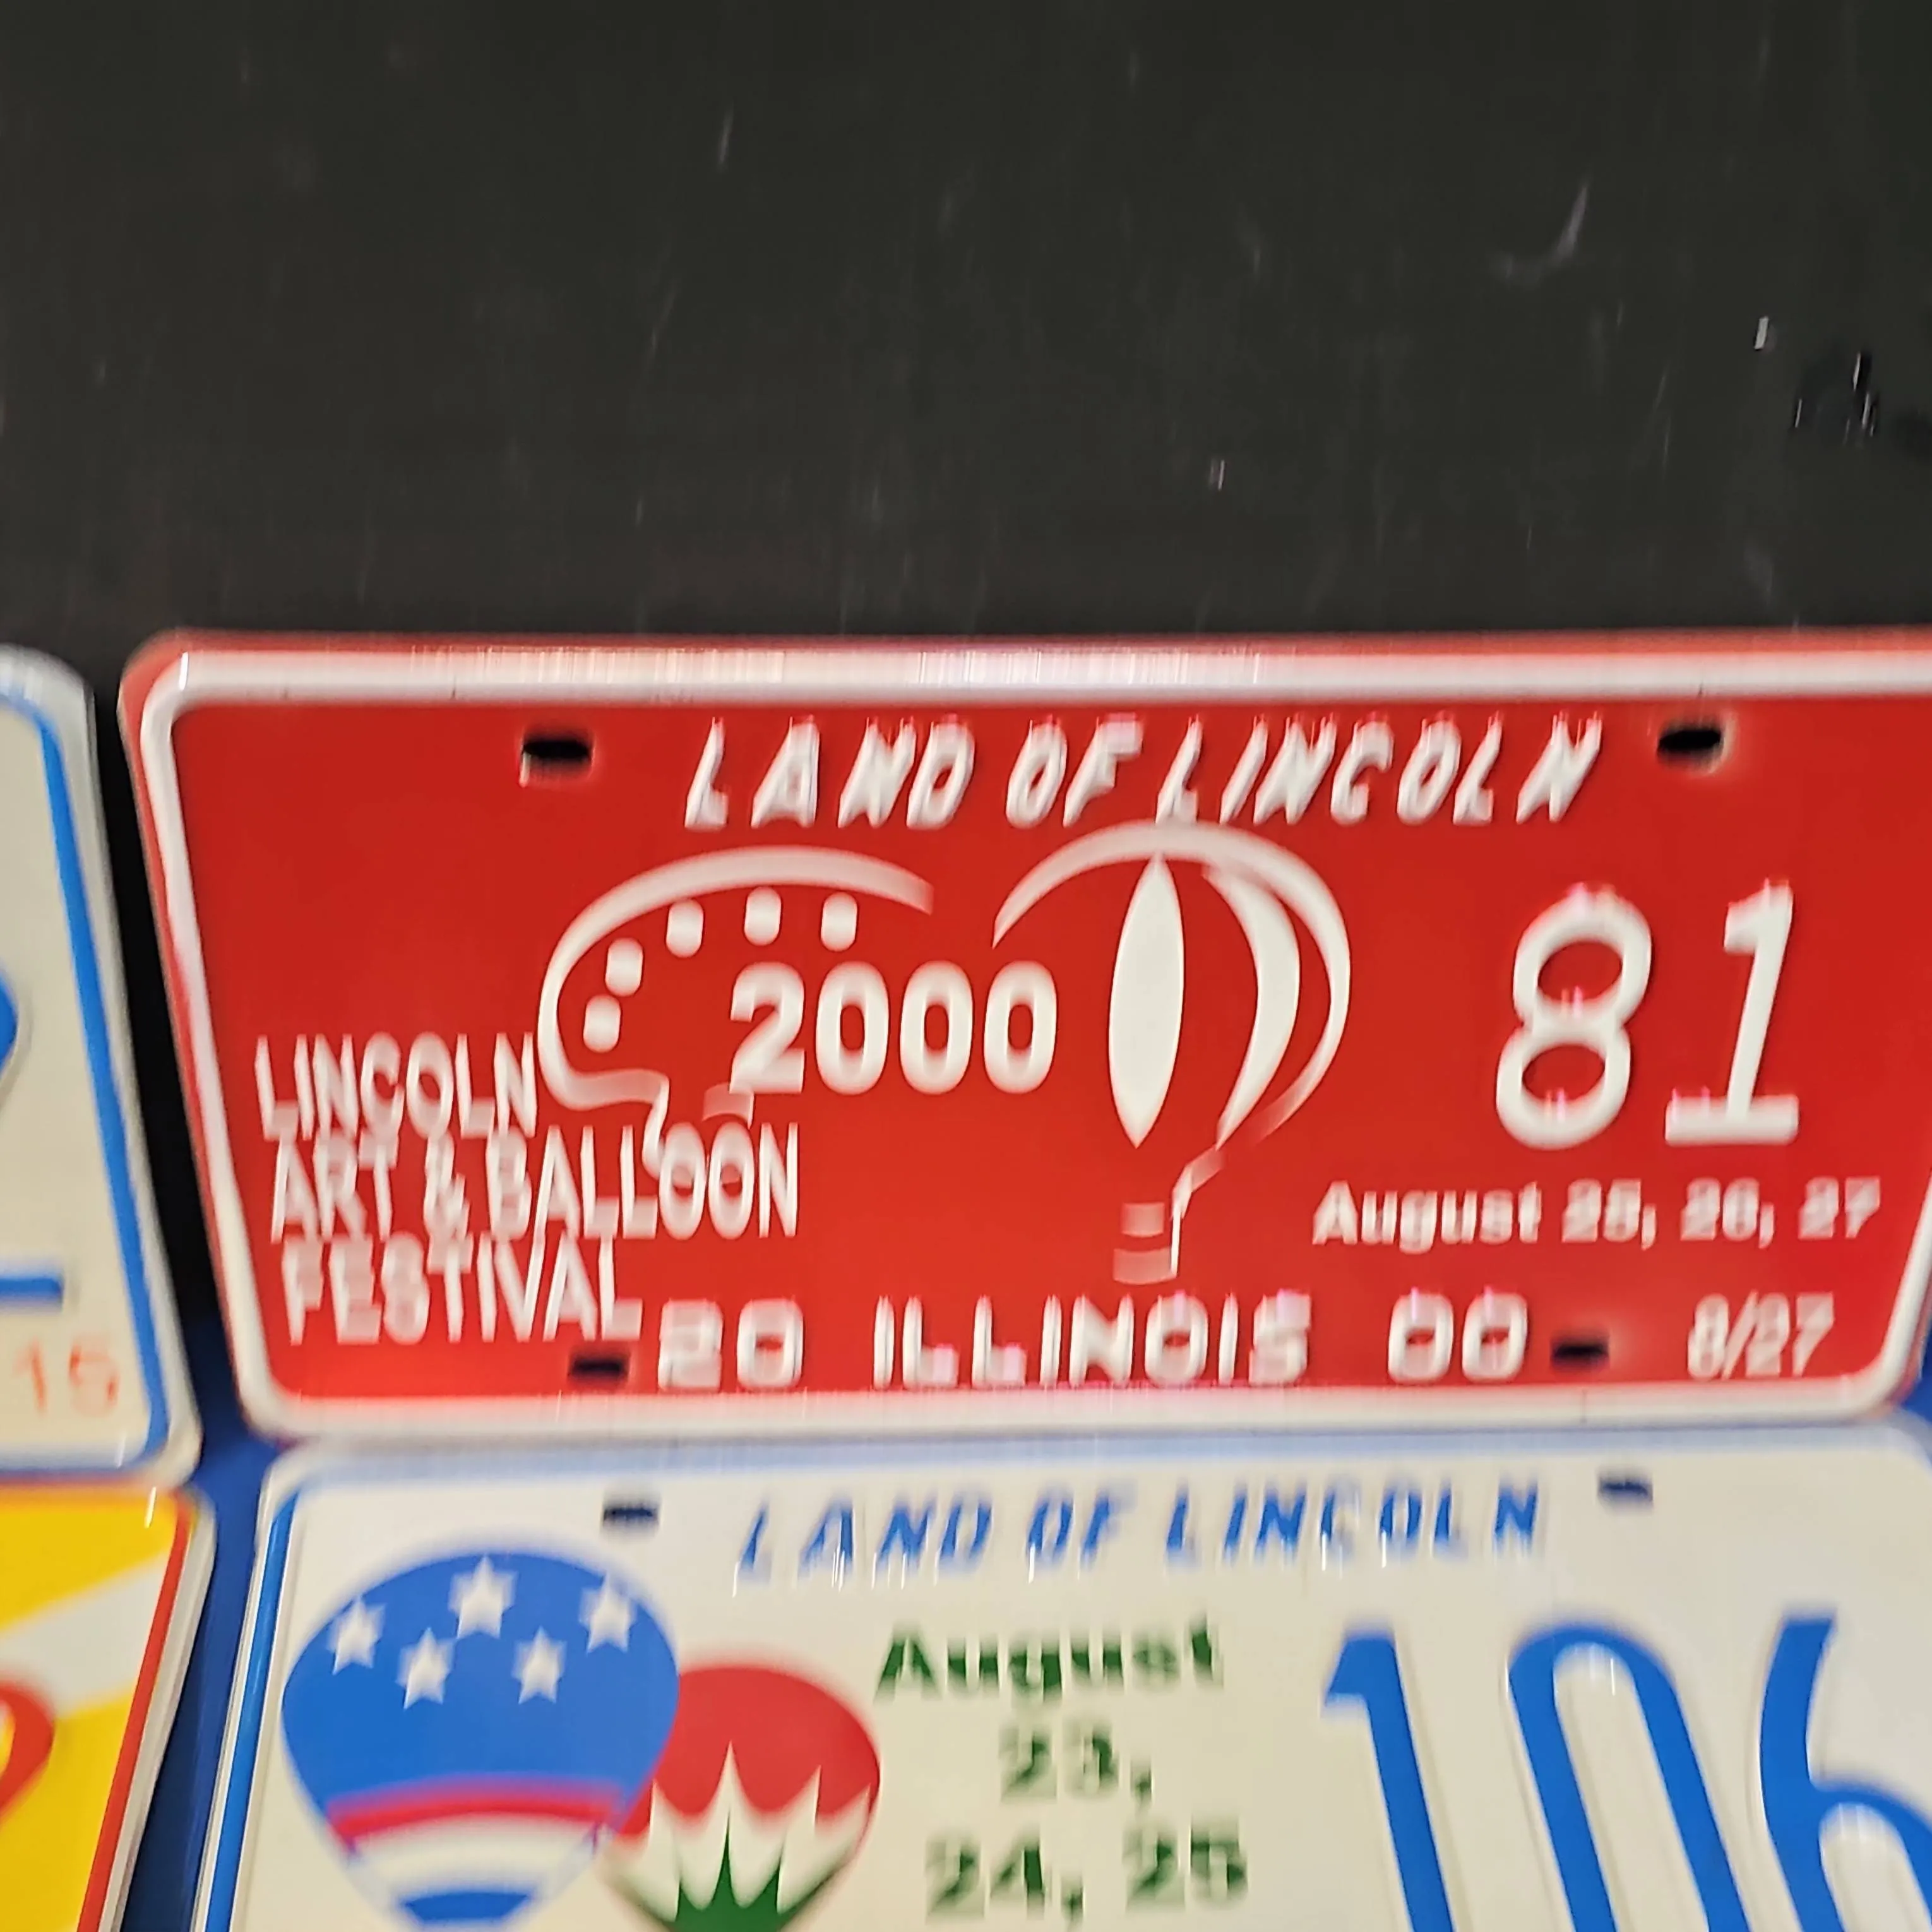 LAND OF LINCOLN
2000
81
LINCOLN
ART & BALLOON
FESTIVAL
August 25, 26, 27
20 ILLINOIS 00
8/27
15
LAND OF LINCOLN
August
23,
24, 25
106